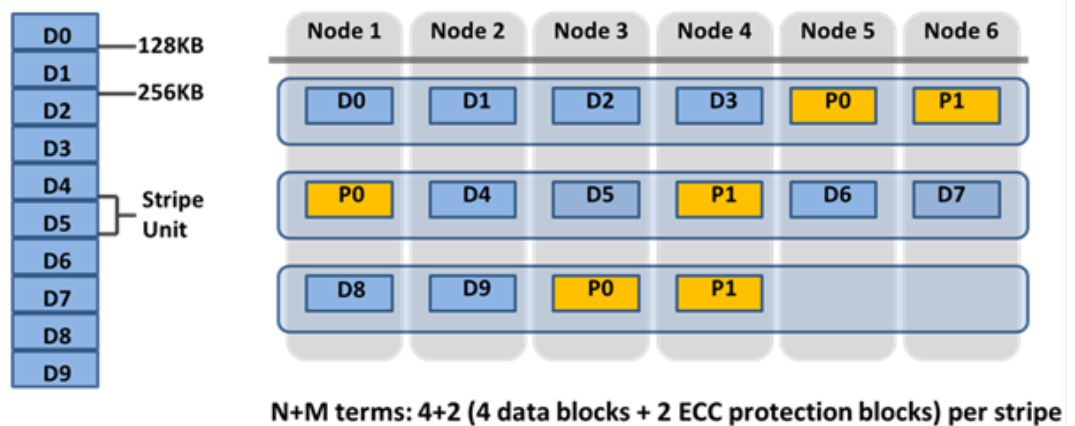 D0
128KB
D1
256KB
D2
D3
D4
Stripe
Unit
D5
D6
D7
D8
D9
Node 1 Node 2 Node 3 Node 4 Node 5 Node 6
D0 D1 D2 D3 P0 P1
P0 D4 D5 P1 D6 D7
D8 D9 P0 P1
N+M terms: 4+2 (4 data blocks + 2 ECC protection blocks) per stripe